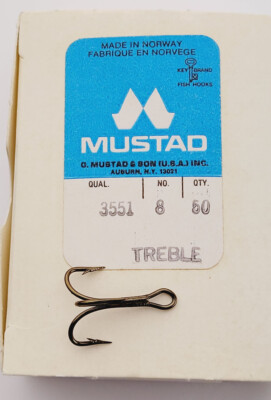 MADE IN NORWAY
FABRIQUE EN NORVEGE
KEY BRAND
FISH HOOKS
MUSTAD
O. MUSTAD & SON (U.S.A.) INC.
AUBURN, N.Y. 13021
QUAL. NO. QTY.
3551 8 50
TREBLE